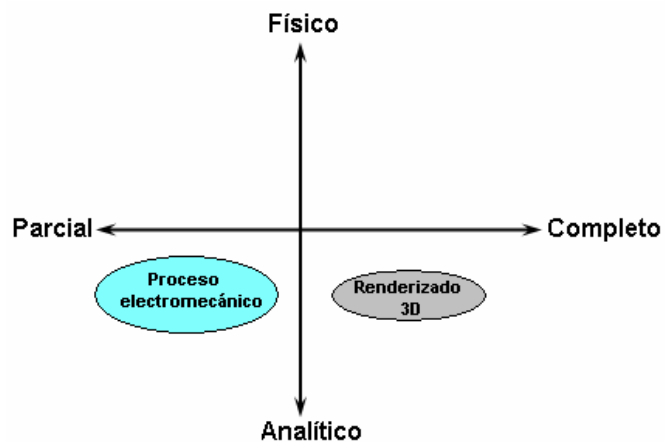 Físico
Parcial
Completo
Proceso
electromecánico
Renderizado
3D
Analítico